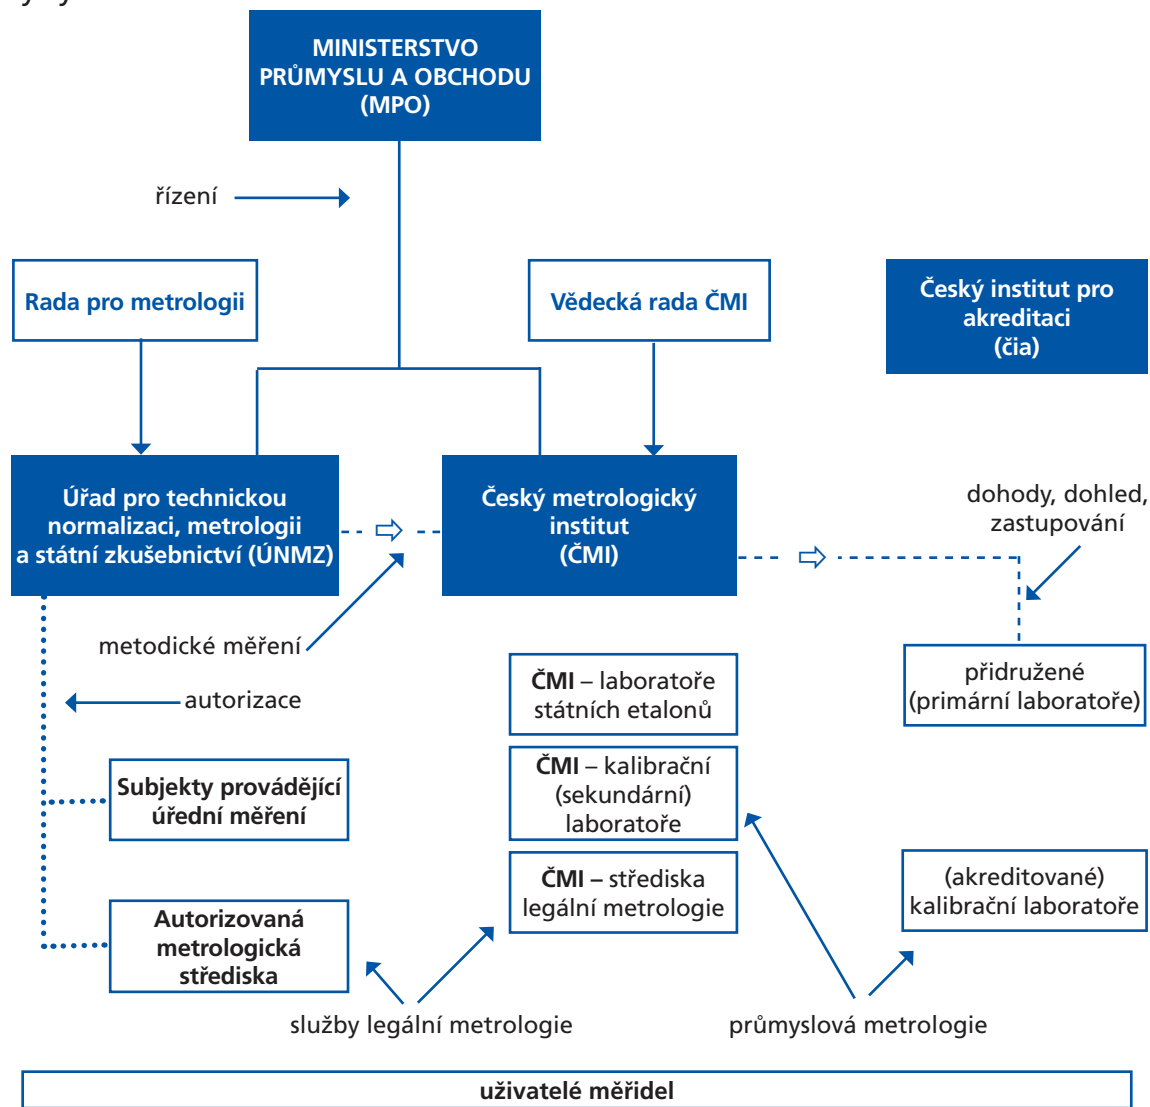 MINISTERSTVO
PRŮMYSLU A OBCHODU
(MPO)
řízení
Rada pro metrologii
Vědecká rada ČMI
Český institut pro
akreditaci
(čia)
Úřad pro technickou
normalizaci, metrologii
a státní zkušebnictví (ÚNMZ)
Český metrologický
institut
(ČMI)
dohody, dohled,
zastupování
metodické měření
autorizace
ČMI – laboratoře
státních etalonů
přidružené
(primární laboratoře)
Subjekty provádějící
úřední měření
ČMI – kalibrační
(sekundární)
laboratoře
ČMI – střediska
legální metrologie
(akreditované)
kalibrační laboratoře
Autorizovaná
metrologická
střediska
služby legální metrologie
průmyslová metrologie
uživatelé měřidel